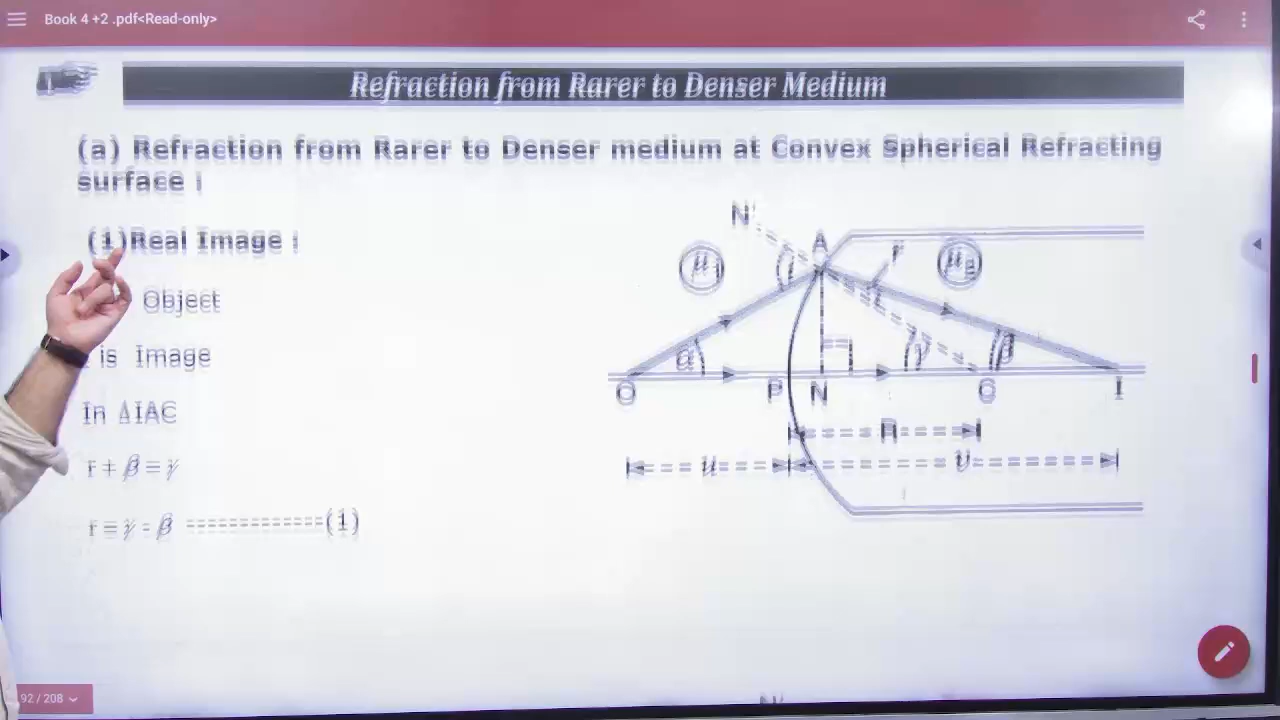 Book 4 +2 .pdf<Read-only>
Refraction from Rarer to Denser Medium
(a) Refraction from Rarer to Denser medium at Convex Spherical Refracting
surface :
(1)Real Image :
Object
is Image
In ΔIAC
r + β = γ
r = γ - β ------------(1)
N'
A
r
μ1
i
μ2
α
γ
β
O
P
N
C
I
R
u
υ
92 / 208